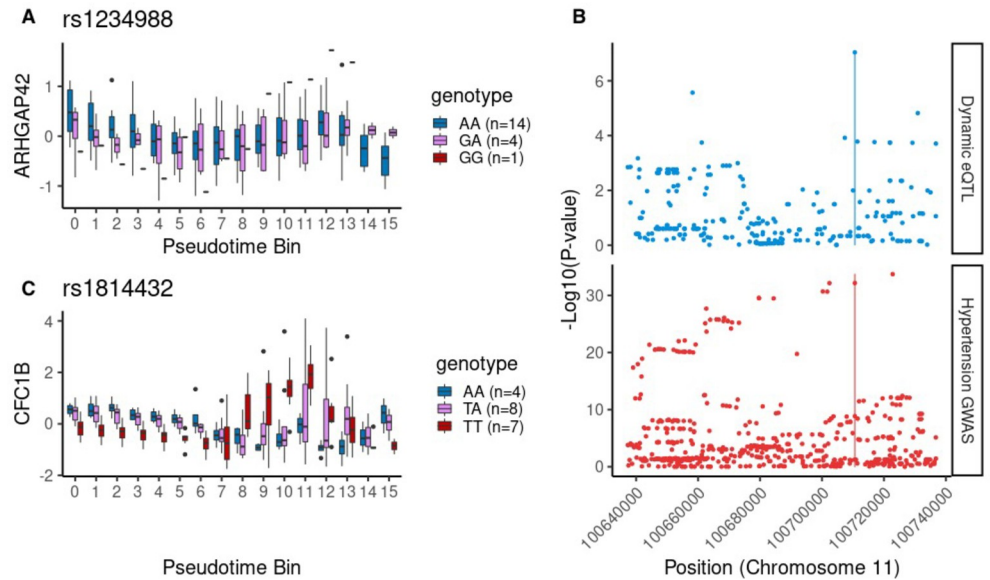 A rs1234988
ARHGAP42
1
0
-1
0 1 2 3 4 5 6 7 8 9 10 11 12 13 14 15
Pseudotime Bin
genotype
AA (n=14)
GA (n=4)
GG (n=1)
C rs1814432
CFC1B
4
2
0
-2
0 1 2 3 4 5 6 7 8 9 10 11 12 13 14 15
Pseudotime Bin
genotype
AA (n=4)
TA (n=8)
TT (n=7)
B
-Log10(P-value)
6
4
2
0
Dynamic eQTL
30
20
10
0
Hypertension GWAS
100640000 100660000 100680000 100700000 100720000 100740000
Position (Chromosome 11)